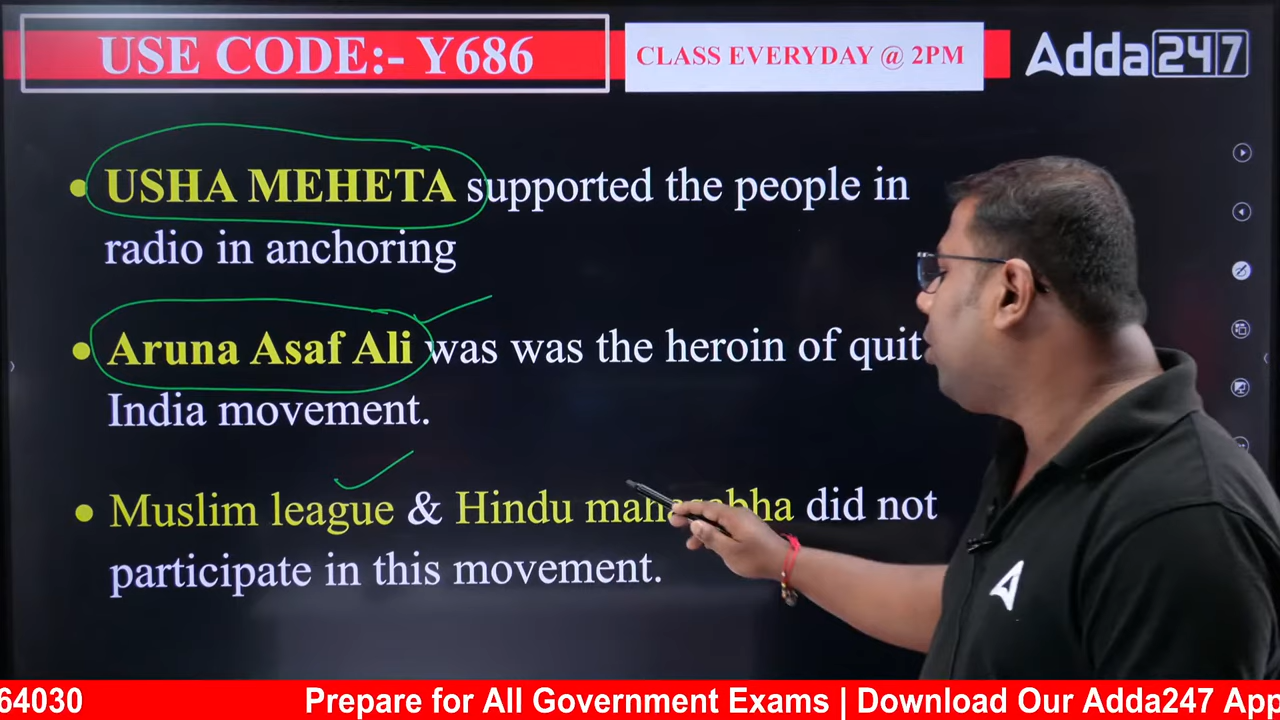 USE CODE:- Y686
CLASS EVERYDAY @ 2PM
Adda247
USHA MEHETA supported the people in
radio in anchoring
Aruna Asaf Ali was was the heroin of quit
India movement.
Muslim league & Hindu mahasabha did not
participate in this movement.
64030
Prepare for All Government Exams | Download Our Adda247 App